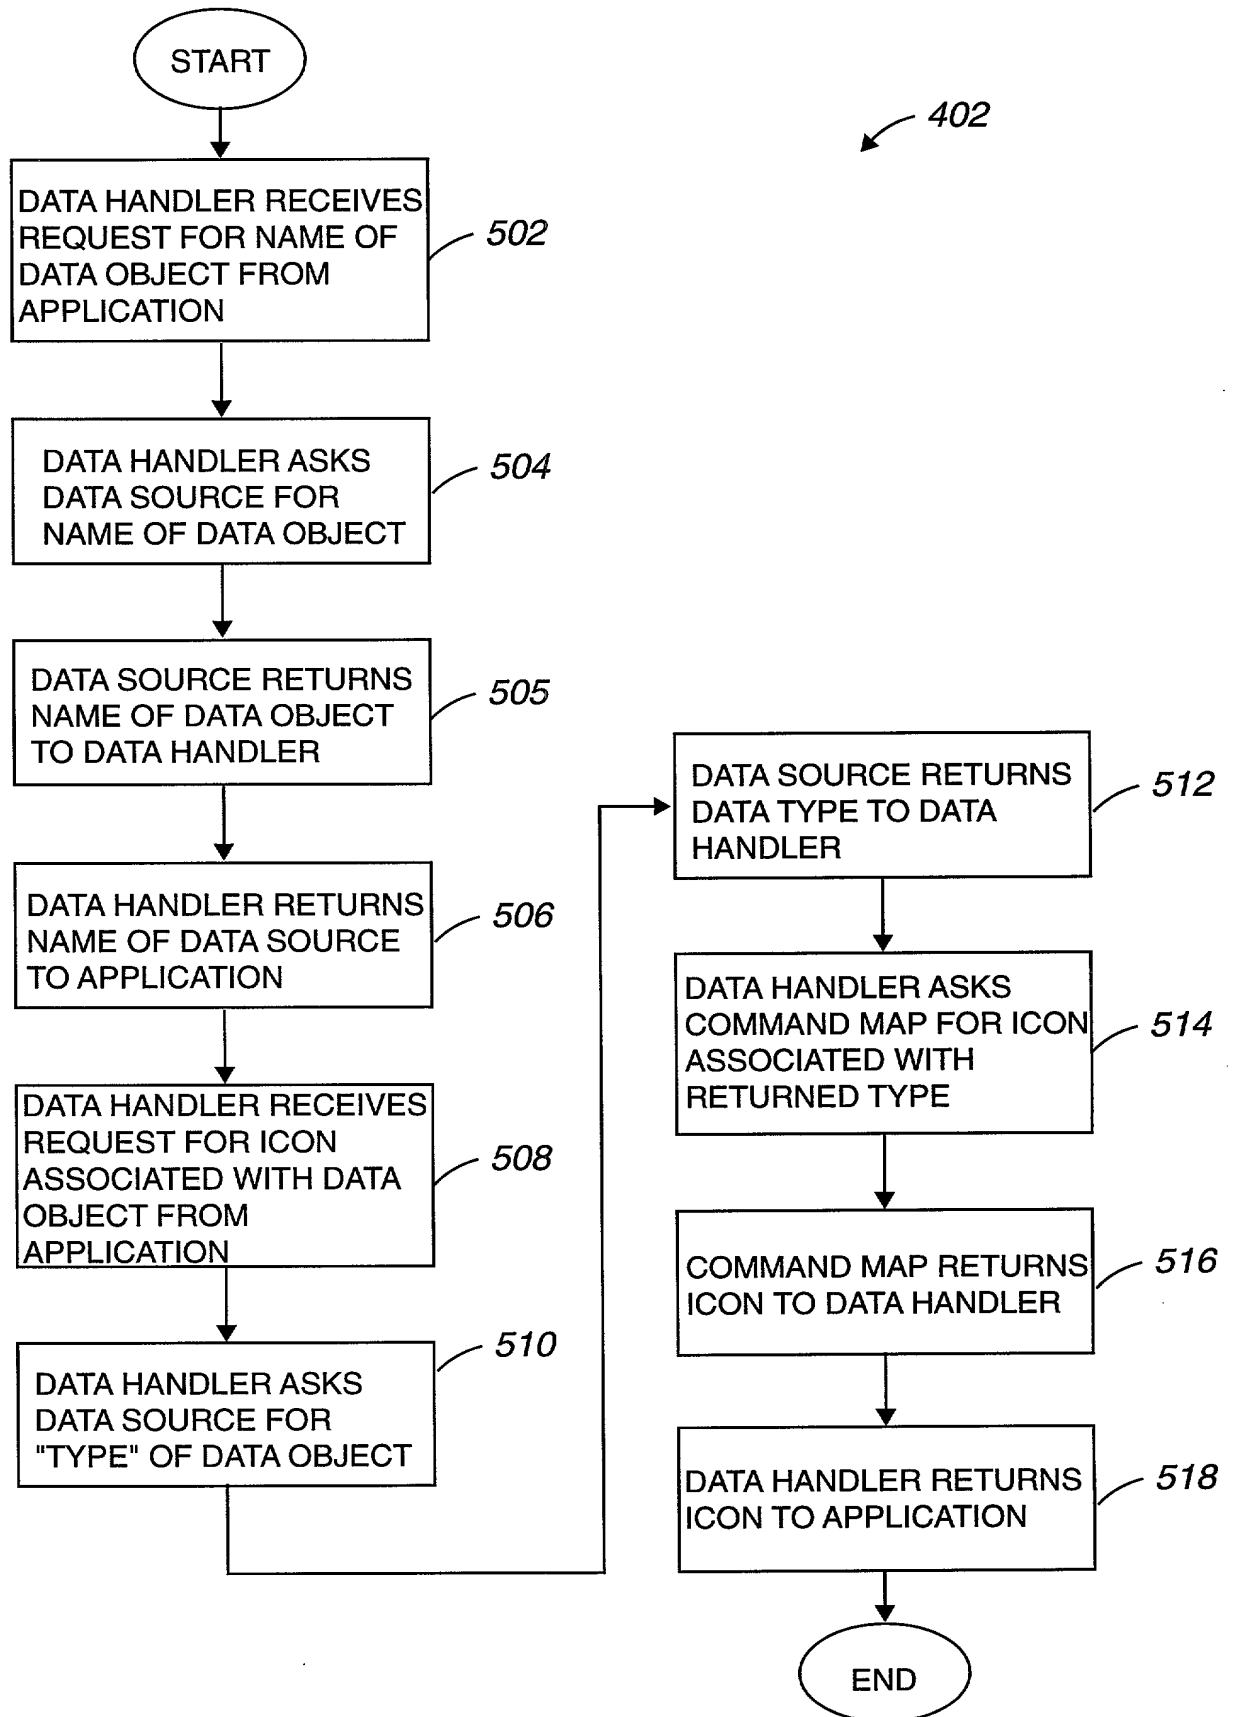 START
402
DATA HANDLER RECEIVES
REQUEST FOR NAME OF
DATA OBJECT FROM
APPLICATION
502
DATA HANDLER ASKS
DATA SOURCE FOR
NAME OF DATA OBJECT
504
DATA SOURCE RETURNS
NAME OF DATA OBJECT
TO DATA HANDLER
505
DATA HANDLER RETURNS
NAME OF DATA SOURCE
TO APPLICATION
506
DATA HANDLER RECEIVES
REQUEST FOR ICON
ASSOCIATED WITH DATA
OBJECT FROM
APPLICATION
508
DATA HANDLER ASKS
DATA SOURCE FOR
"TYPE" OF DATA OBJECT
510
DATA SOURCE RETURNS
DATA TYPE TO DATA
HANDLER
512
DATA HANDLER ASKS
COMMAND MAP FOR ICON
ASSOCIATED WITH
RETURNED TYPE
514
COMMAND MAP RETURNS
ICON TO DATA HANDLER
516
DATA HANDLER RETURNS
ICON TO APPLICATION
518
END